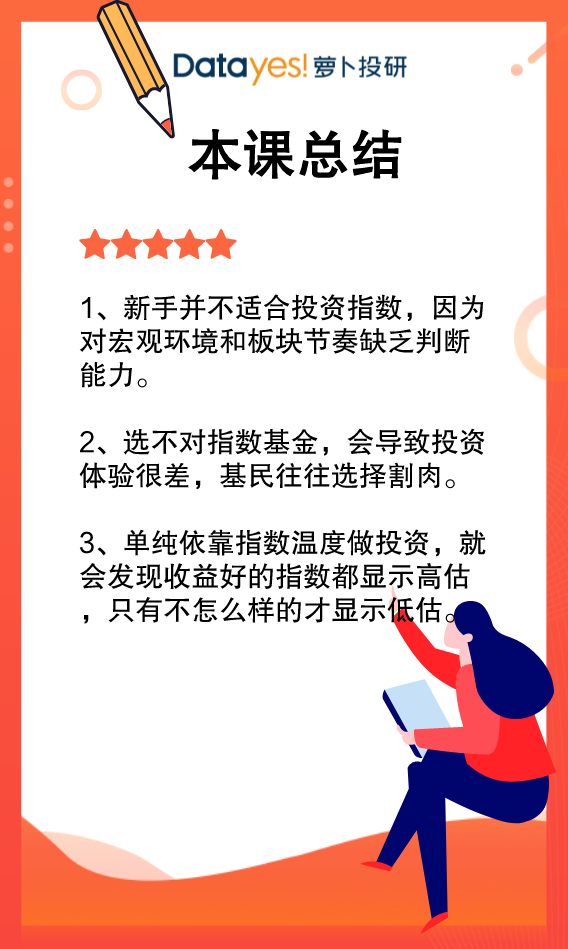 Datayes!萝卜投研
本课总结
1、新手并不适合投资指数，因为
对宏观环境和板块节奏缺乏判断
能力。
2、选不对指数基金，会导致投资
体验很差，基民往往选择割肉。
3、单纯依靠指数温度做投资，就
会发现收益好的指数都显示高估
，只有不怎么样的才显示低估。